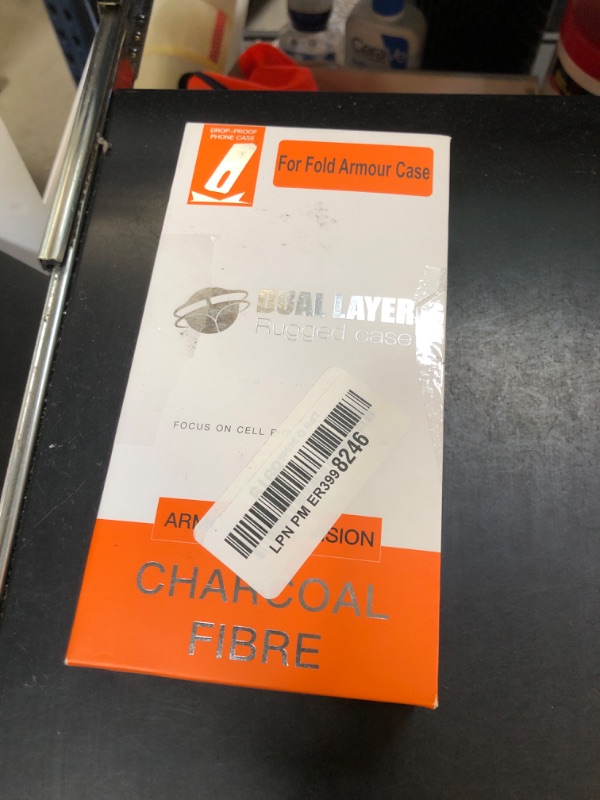 DROP-PROOF
PHONE CASE
For Fold Armour Case
DUAL LAYER
Rugged case
FOCUS ON CELL
LPN PM ER3998246
CHARCOAL
FIBRE
CeraVe